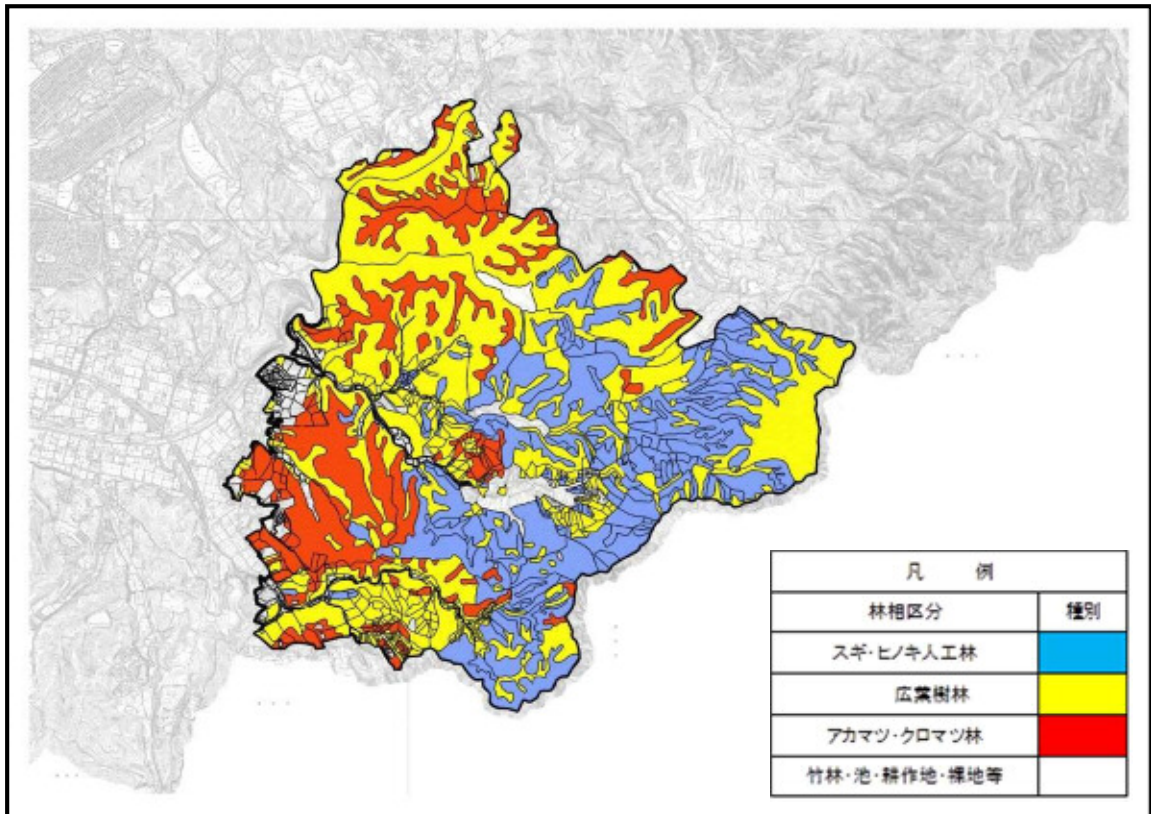 凡 例
林相区分 種別
スギ・ヒノキ人工林
広葉樹林
アカマツ・クロマツ林
竹林・池・耕作地・裸地等